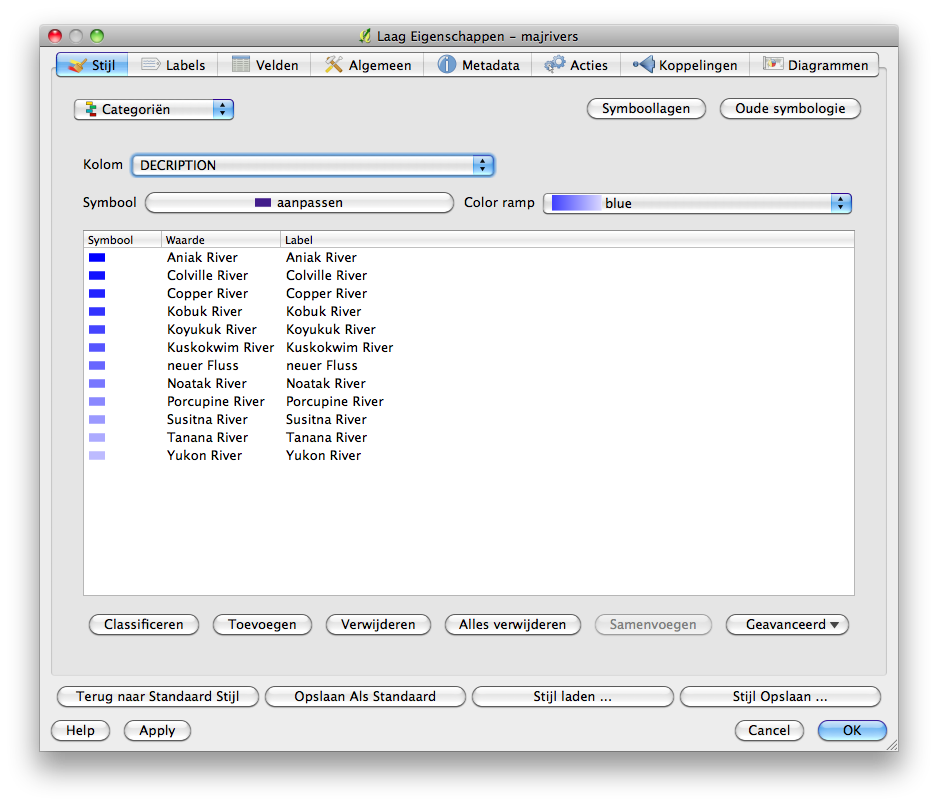 Laag Eigenschappen - majrivers
Stijl Labels Velden Algemeen Metadata Acties Koppelingen Diagrammen
Categoriën Symboollagen Oude symbologie
Kolom DECRIPTION
Symbool aanpassen Color ramp blue
Symbool Waarde Label
Aniak River Aniak River
Colville River Colville River
Copper River Copper River
Kobuk River Kobuk River
Koyukuk River Koyukuk River
Kuskokwim River Kuskokwim River
neuer Fluss neuer Fluss
Noatak River Noatak River
Porcupine River Porcupine River
Susitna River Susitna River
Tanana River Tanana River
Yukon River Yukon River
Classificeren Toevoegen Verwijderen Alles verwijderen Samenvoegen Geavanceerd
Terug naar Standaard Stijl Opslaan Als Standaard Stijl laden ... Stijl Opslaan ...
Help Apply Cancel OK